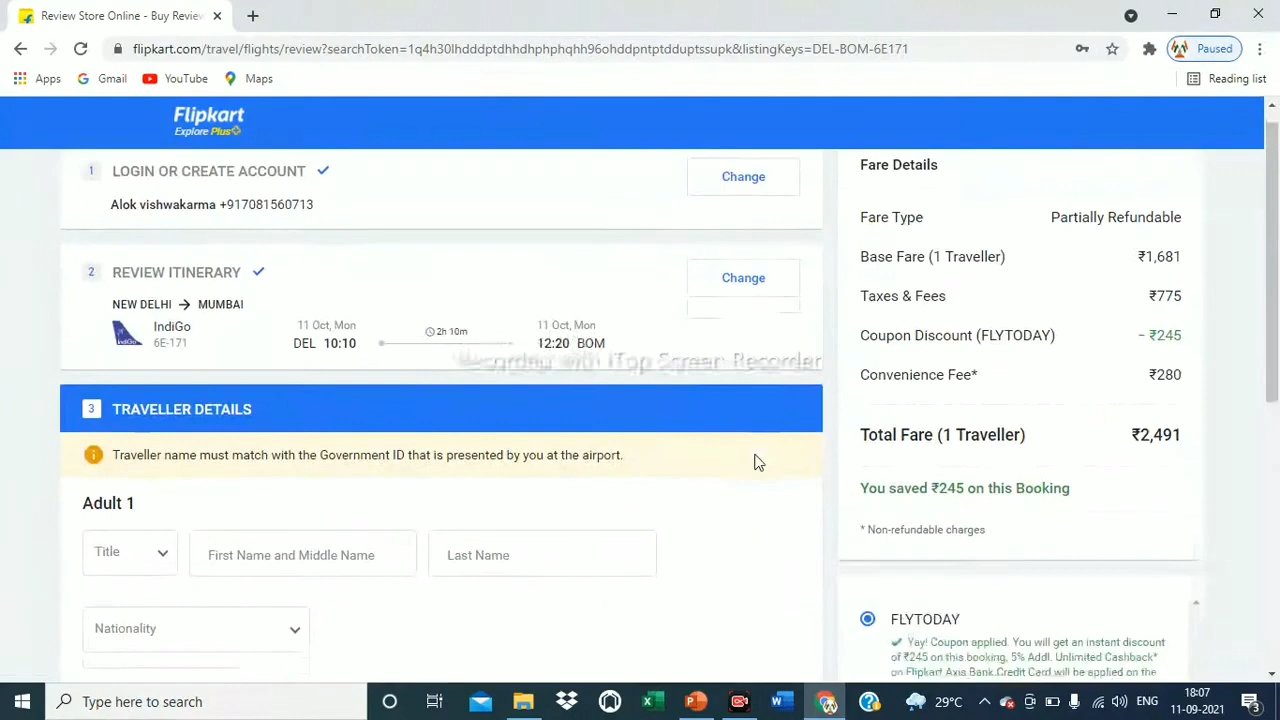 Review Store Online - Buy Review
flipkart.com/travel/flights/review?searchToken=1q4h30lhdddptdhhdhphphqhh96ohddpntptddduptssupk&listingKeys=DEL-BOM-6E171
Paused
Apps
Gmail
YouTube
Maps
Reading list
Flipkart
Explore Plus
1
LOGIN OR CREATE ACCOUNT
Change
Alok vishwakarma +917081560713
2
REVIEW ITINERARY
Change
NEW DELHI → MUMBAI
IndiGo
6E-171
IndiGo
11 Oct, Mon
DEL 10:10
2h 10m
11 Oct, Mon
12:20 BOM
Recorder with iTop Screen Recorder
3
TRAVELLER DETAILS
Traveller name must match with the Government ID that is presented by you at the airport.
Adult 1
Title
First Name and Middle Name
Last Name
Nationality
Fare Details
Fare Type Partially Refundable
Base Fare (1 Traveller) ₹1,681
Taxes & Fees ₹775
Coupon Discount (FLYTODAY) - ₹245
Convenience Fee* ₹280
Total Fare (1 Traveller) ₹2,491
You saved ₹245 on this Booking
* Non-refundable charges
FLYTODAY
Yay! Coupon applied. You will get an instant discount
of ₹245 on this booking, 5% Addl. Unlimited Cashback*
on Flipkart Axis Bank Credit Card will be applied on the
Type here to search
29°C
ENG
18:07
11-09-2021
3